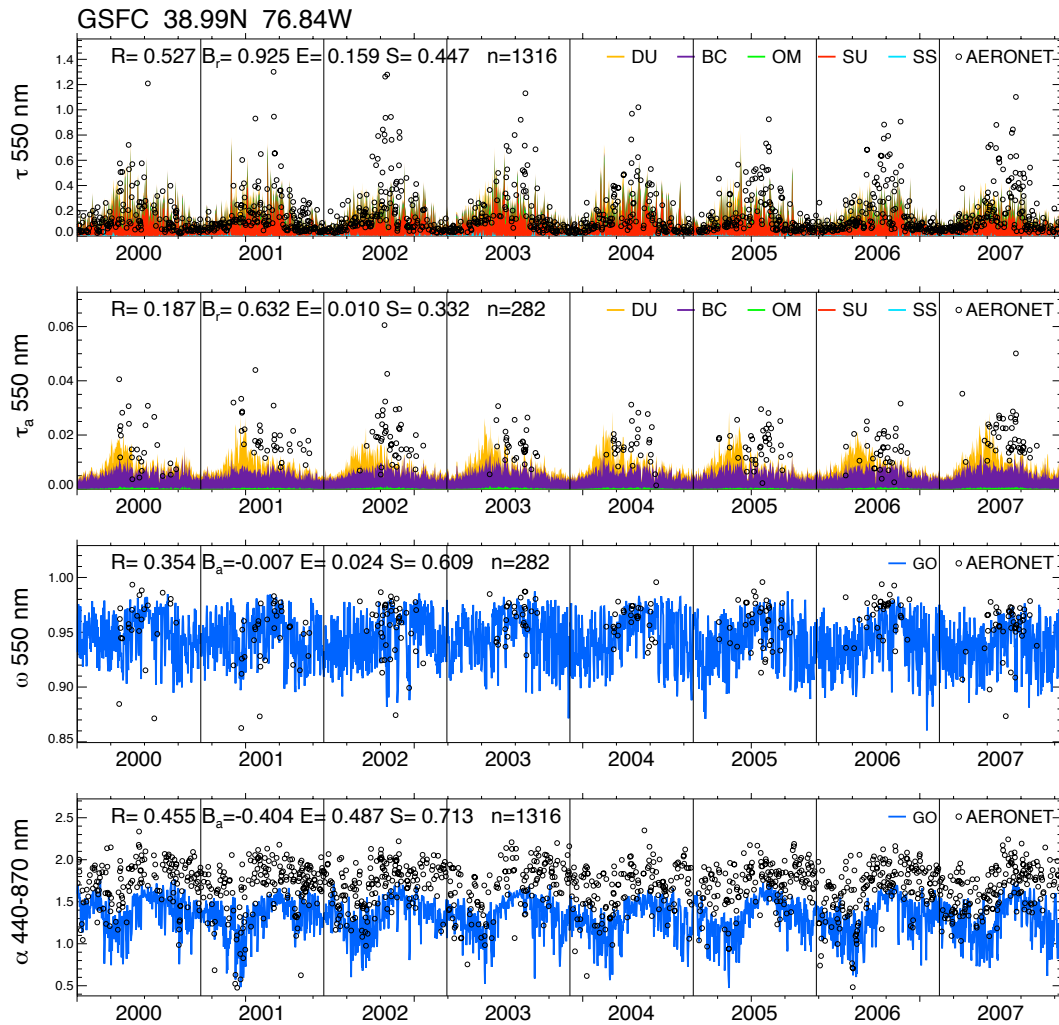 GSFC 38.99N 76.84W
R= 0.527 B_r= 0.925 E= 0.159 S= 0.447 n=1316 DU BC OM SU SS AERONET
τ 550 nm
1.4
1.2
1.0
0.8
0.6
0.4
0.2
0.0
2000 2001 2002 2003 2004 2005 2006 2007
R= 0.187 B_r= 0.632 E= 0.010 S= 0.332 n=282 DU BC OM SU SS AERONET
τ_a 550 nm
0.06
0.04
0.02
0.00
2000 2001 2002 2003 2004 2005 2006 2007
R= 0.354 B_a=-0.007 E= 0.024 S= 0.609 n=282 GO AERONET
ω 550 nm
1.00
0.95
0.90
0.85
2000 2001 2002 2003 2004 2005 2006 2007
R= 0.455 B_a=-0.404 E= 0.487 S= 0.713 n=1316 GO AERONET
α 440-870 nm
2.5
2.0
1.5
1.0
0.5
2000 2001 2002 2003 2004 2005 2006 2007